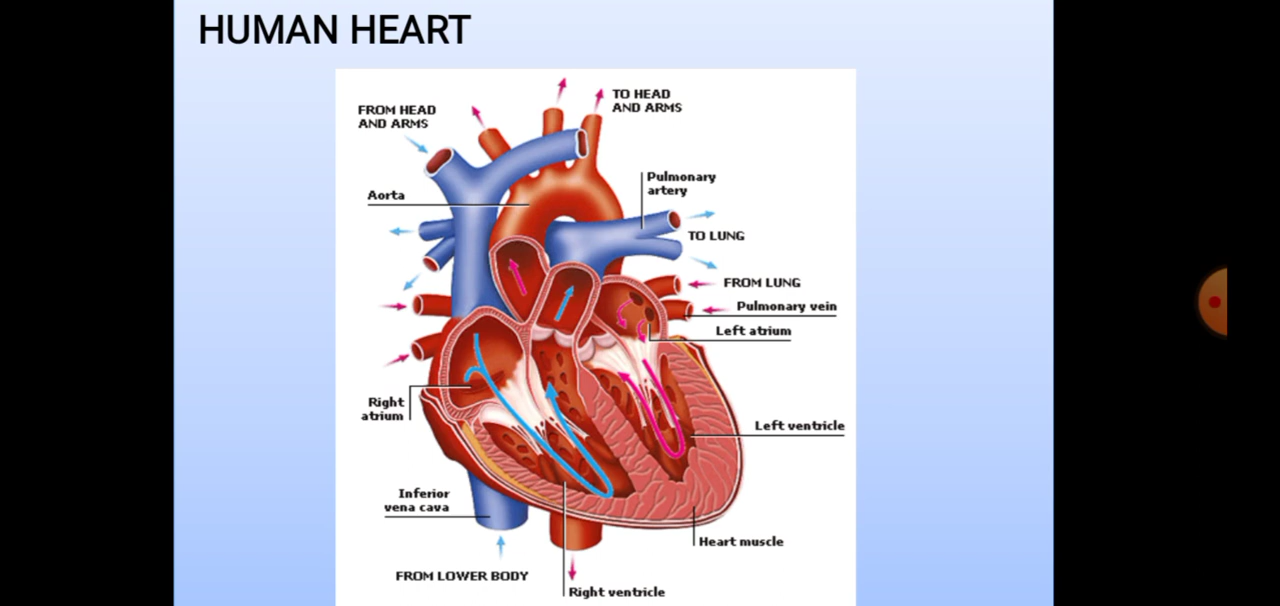 HUMAN HEART
FROM HEAD
AND ARMS
TO HEAD
AND ARMS
Aorta
Pulmonary
artery
TO LUNG
FROM LUNG
Pulmonary vein
Left atrium
Right
atrium
Left ventricle
Inferior
vena cava
Heart muscle
FROM LOWER BODY
Right ventricle